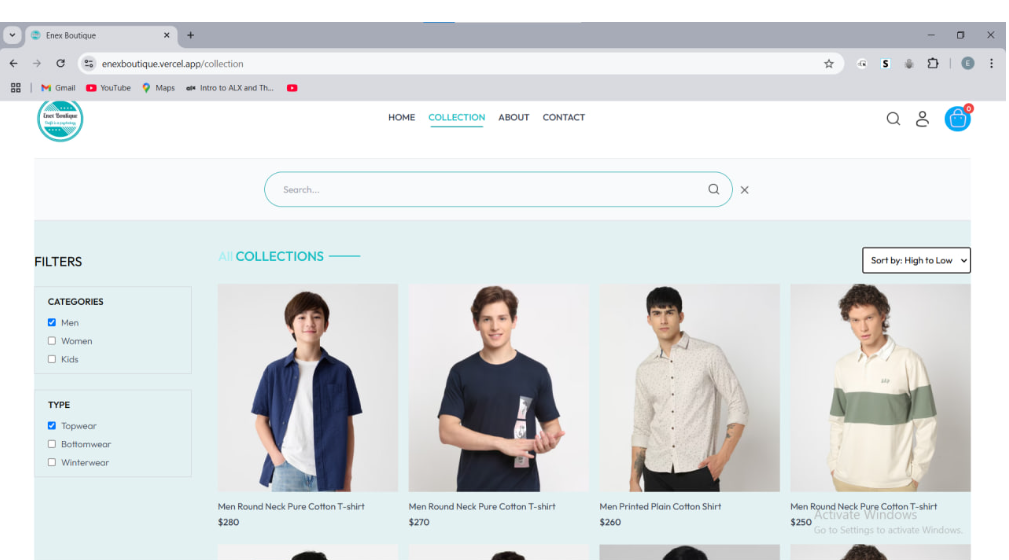 Enex Boutique
enexboutique.vercel.app/collection
S
E
Gmail
YouTube
Maps
Intro to ALX and Th...
Enex Boutique
HOME
COLLECTION
ABOUT
CONTACT
0
Search...
FILTERS
All COLLECTIONS
Sort by: High to Low
CATEGORIES
Men
Women
Kids
TYPE
Topwear
Bottomwear
Winterwear
Men Round Neck Pure Cotton T-shirt
$280
Men Round Neck Pure Cotton T-shirt
$270
Men Printed Plain Cotton Shirt
$260
Men Round Neck Pure Cotton T-shirt
$250
Activate Windows
Go to Settings to activate Windows.